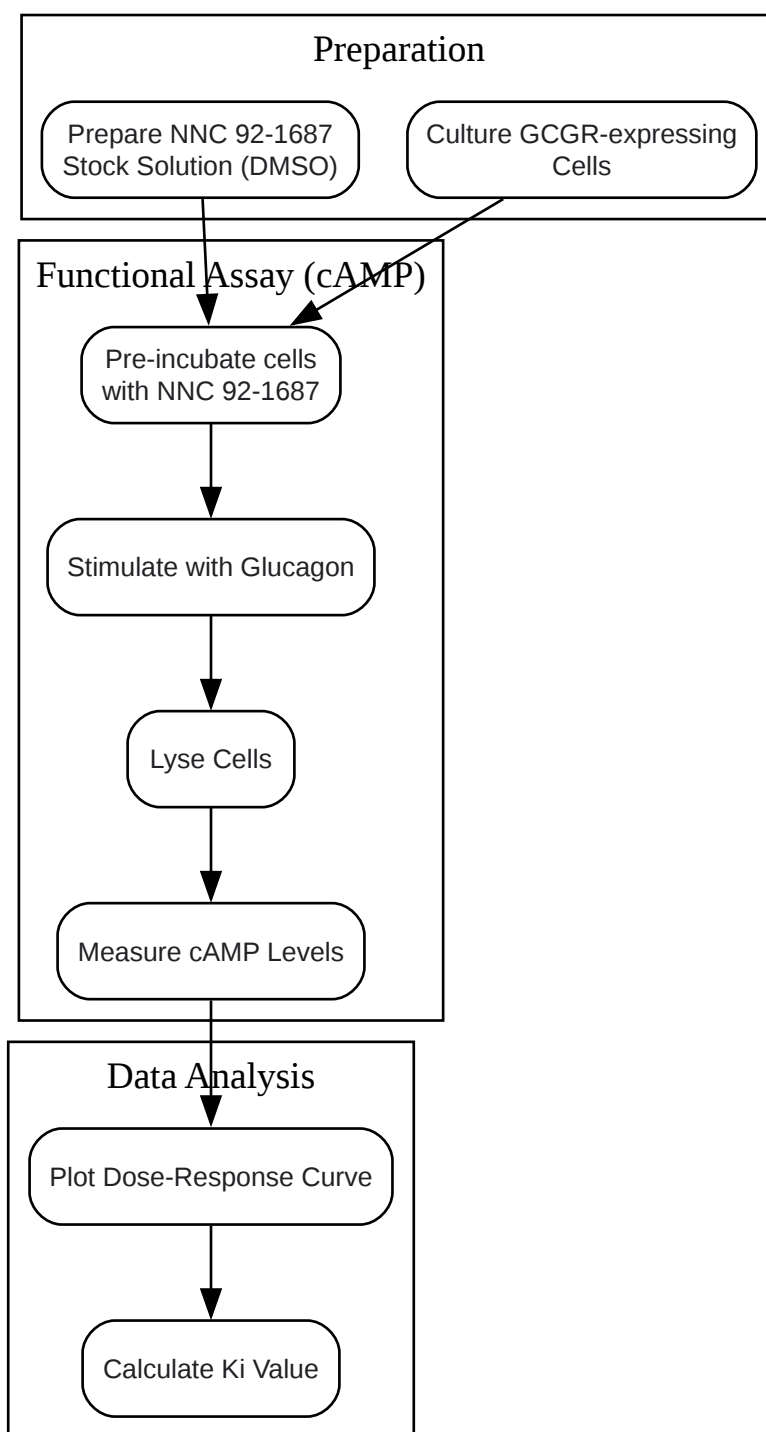 Preparation
Prepare NNC 92-1687
Stock Solution (DMSO)
Culture GCGR-expressing
Cells
Functional Assay (cAMP)
Pre-incubate cells
with NNC 92-1687
Stimulate with Glucagon
Lyse Cells
Measure cAMP Levels
Data Analysis
Plot Dose-Response Curve
Calculate Ki Value